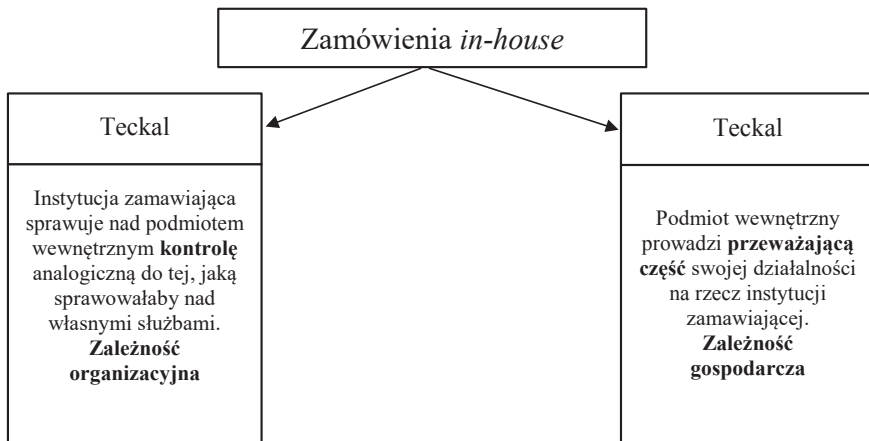 Zamówienia in-house
Teckal
Instytucja zamawiająca
sprawuje nad podmiotem
wewnętrznym kontrolę
analogiczną do tej, jaką
sprawowałaby nad
własnymi służbami.
Zależność
organizacyjna
Teckal
Podmiot wewnętrzny
prowadzi przeważającą
część swojej działalności
na rzecz instytucji
zamawiającej.
Zależność
gospodarcza